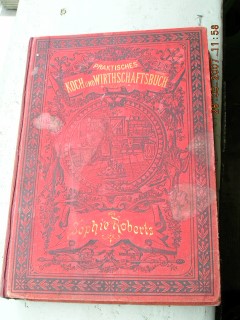 PRAKTISCHES
KOCH UND WIRTHSCHAFTSBUCH
Sophie Roberts